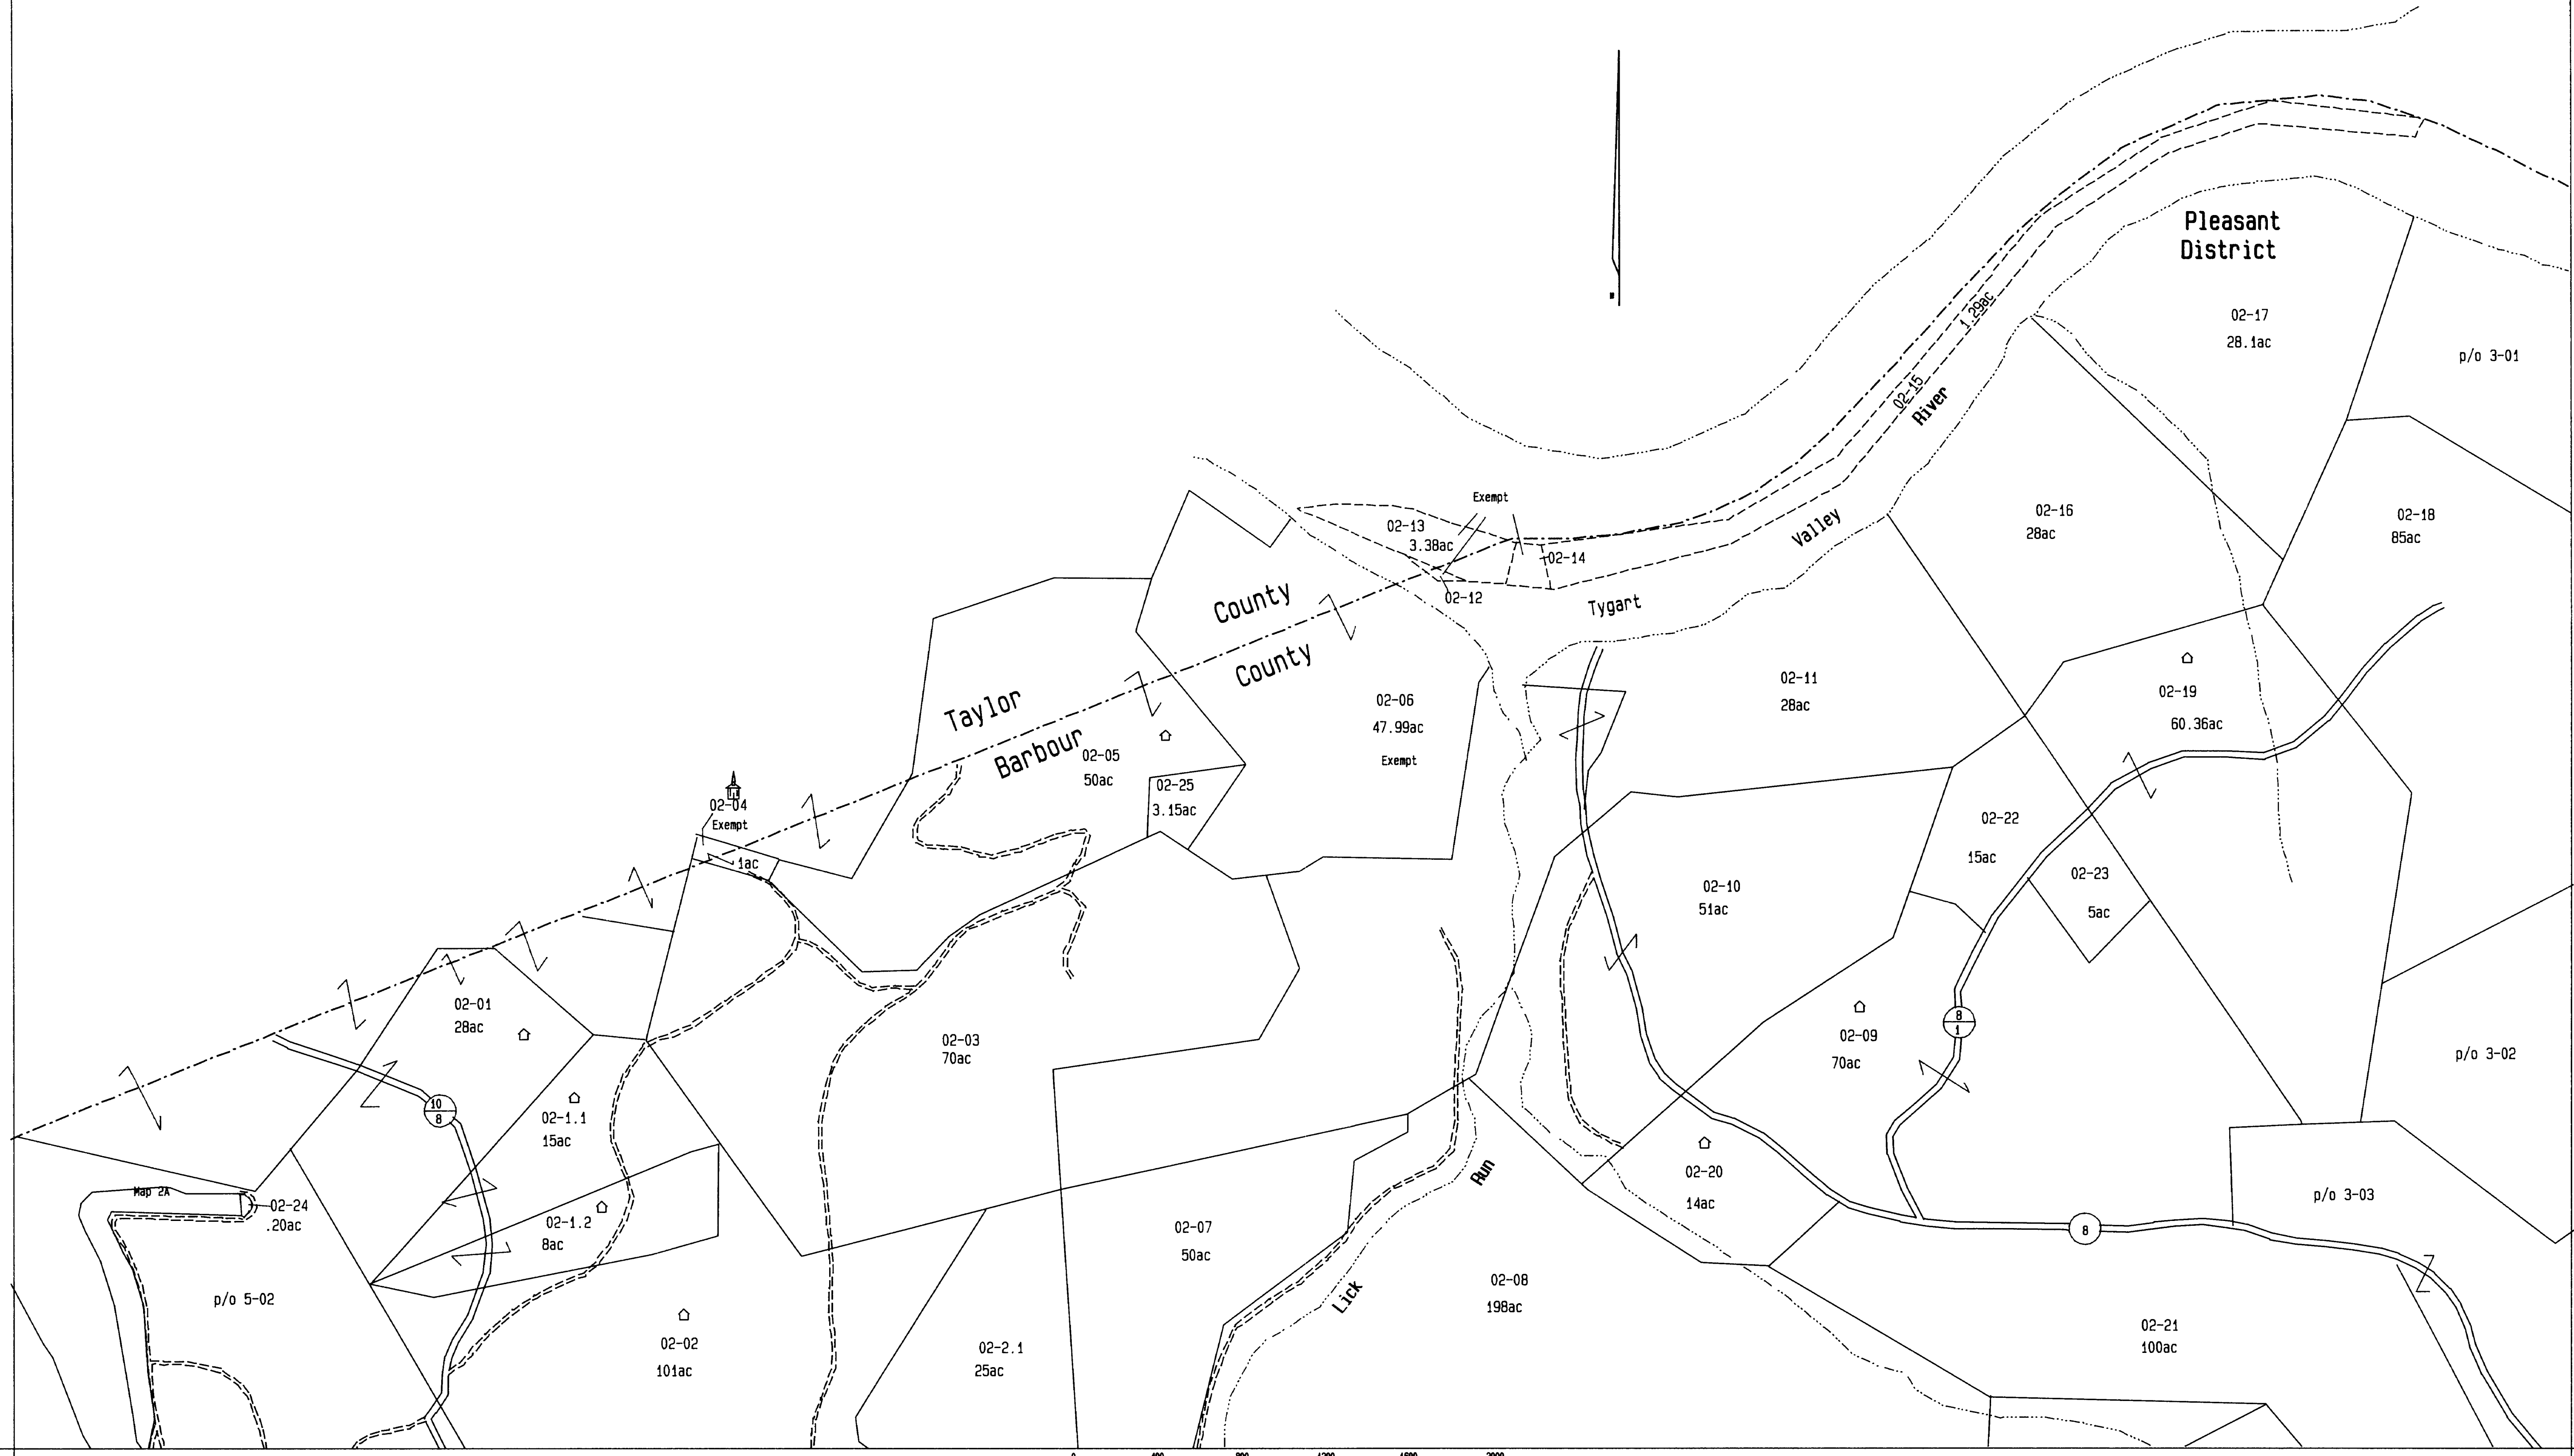 Pleasant
District
02-17
28.1ac
p/o 3-01
1.29ac
02-15
River
Valley
Tygart
Exempt
02-13
3.38ac
02-14
02-12
02-16
28ac
02-18
85ac
County
County
Taylor
Barbour
02-06
47.99ac
Exempt
02-11
28ac
02-19
60.36ac
02-05
50ac
02-25
3.15ac
02-04
Exempt
1ac
02-22
15ac
02-23
5ac
02-10
51ac
02-01
28ac
02-03
70ac
02-09
70ac
8
1
p/o 3-02
10
8
02-1.1
15ac
02-20
14ac
p/o 3-03
Map 2A
02-24
.20ac
02-1.2
8ac
02-07
50ac
Run
Lick
8
p/o 5-02
02-08
198ac
02-02
101ac
02-2.1
25ac
02-21
100ac